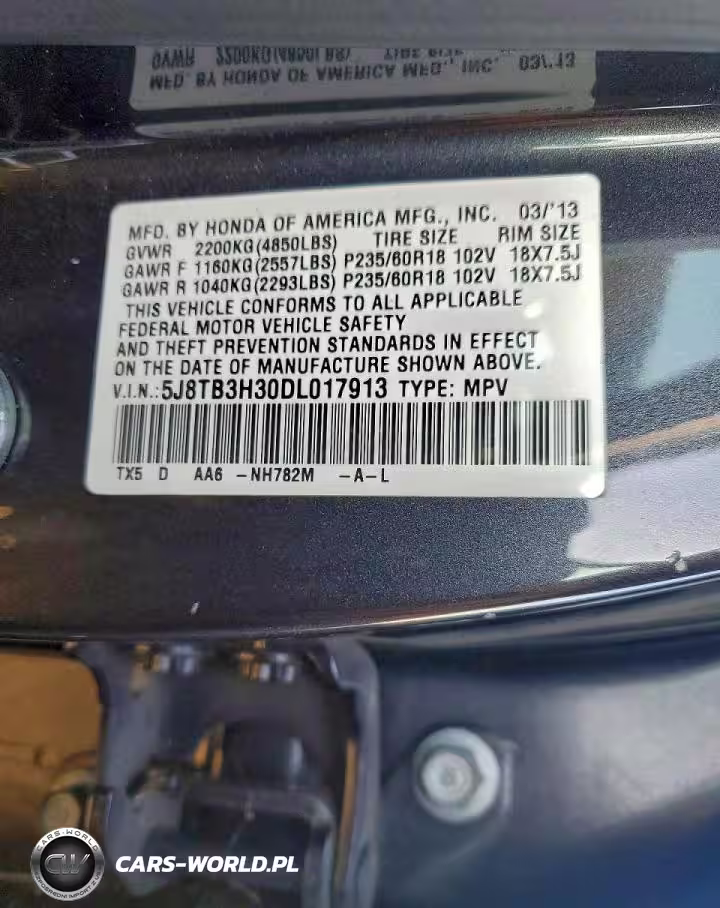 MFD. BY HONDA OF AMERICA MFG., INC. 03/'13
GVWR 2200KG(4850LBS) TIRE SIZE RIM SIZE
GAWR F 1160KG(2557LBS) P235/60R18 102V 18X7.5J
GAWR R 1040KG(2293LBS) P235/60R18 102V 18X7.5J
THIS VEHICLE CONFORMS TO ALL APPLICABLE
FEDERAL MOTOR VEHICLE SAFETY
AND THEFT PREVENTION STANDARDS IN EFFECT
ON THE DATE OF MANUFACTURE SHOWN ABOVE.
V.I.N.:5J8TB3H30DL017913 TYPE: MPV
TX5 D AA6 -NH782M -A-L
CARS-WORLD
CW
CARS-WORLD.PL